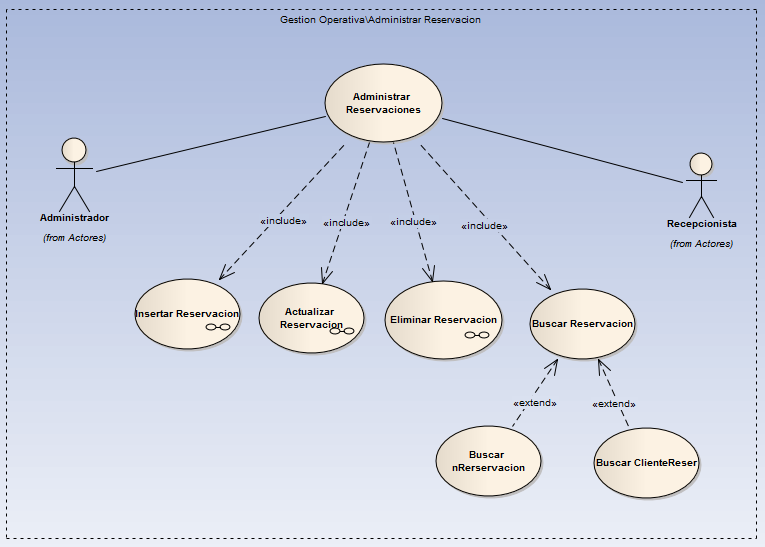 Gestion Operativa\Administrar Reservacion
Administrar
Reservaciones
Administrador
(from Actores)
Recepcionista
(from Actores)
«include»
«include»
«include»
«include»
Insertar Reservacion
Actualizar
Reservacion
Eliminar Reservacion
Buscar Reservacion
«extend»
«extend»
Buscar
nRerservacion
Buscar ClienteReser